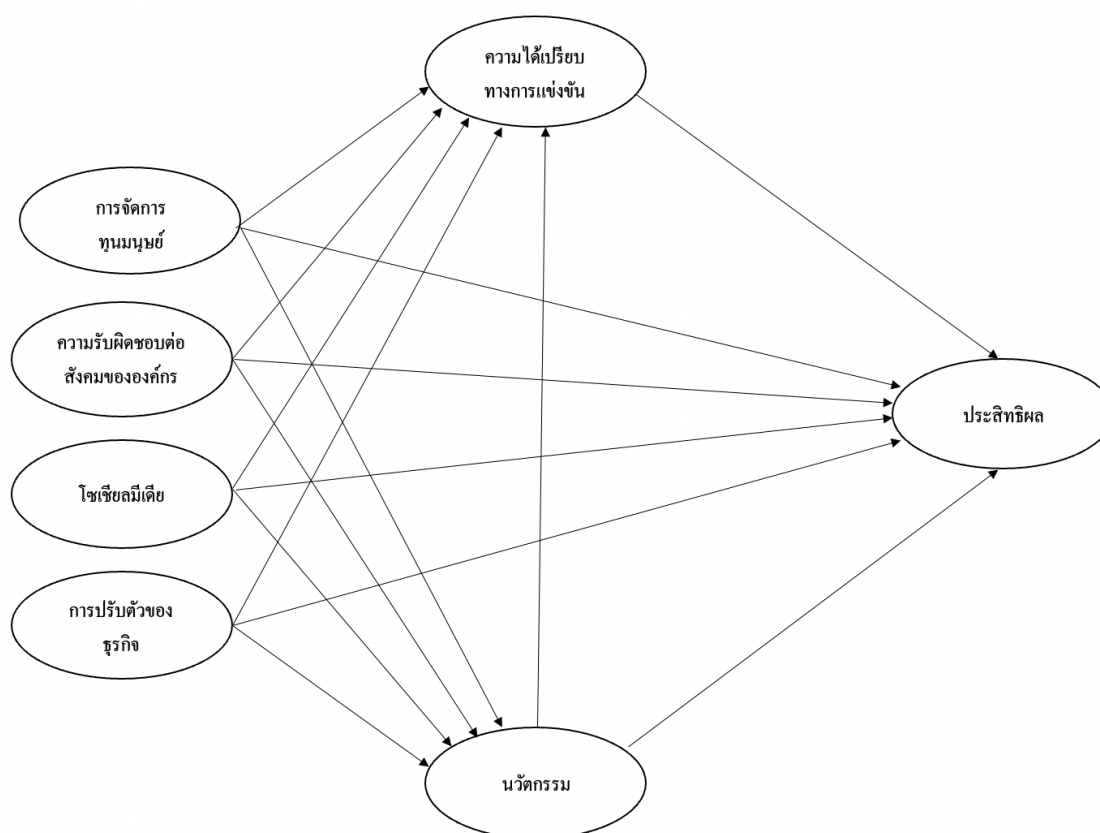 ความได้เปรียบ
ทางการแข่งขัน
การจัดการ
ทุนมนุษย์
ความรับผิดชอบต่อ
สังคมขององค์กร
ประสิทธิผล
โซเชียลมีเดีย
การปรับตัวของ
ธุรกิจ
นวัตกรรม